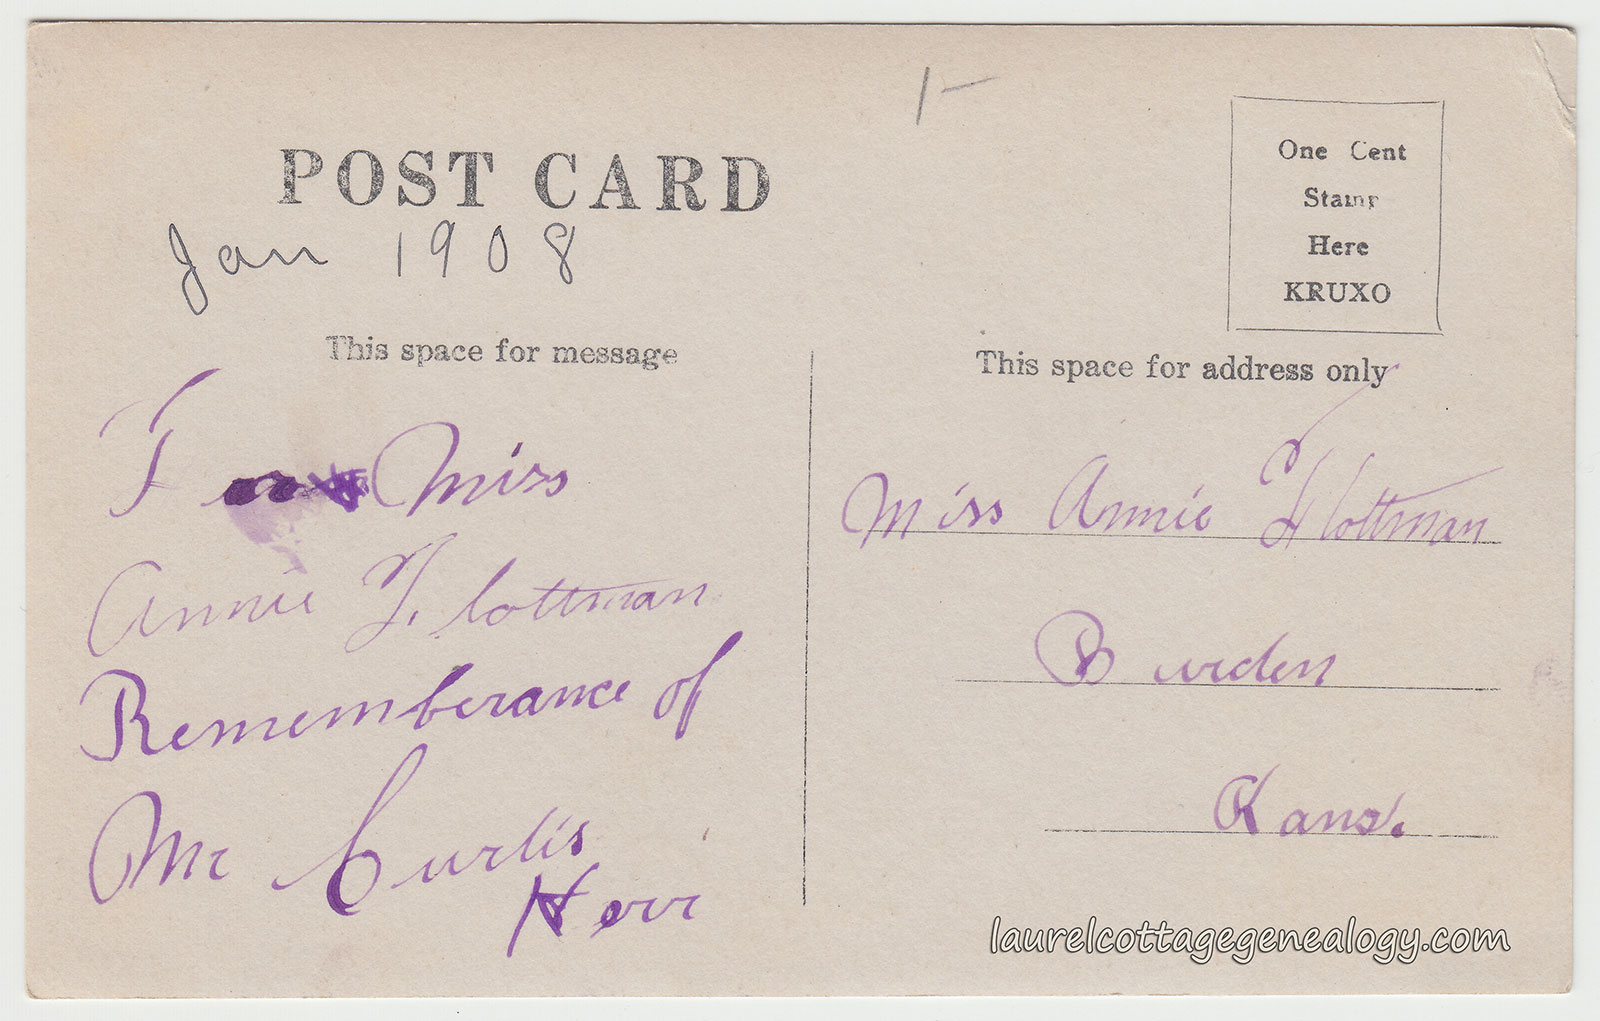 1-
POST CARD
Jan 1908
One Cent
Stamp
Here
KRUXO
This space for message
This space for address only
Miss
Annie Flottman
Rememberance of
Mr Curtis
Herr
Miss Annie Flottman
Burden
Kans.
laurelcottagegenealogy.com